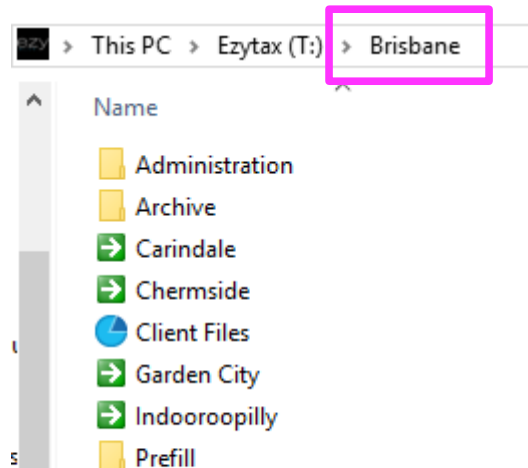 ezy > This PC > Ezytax (T:) > Brisbane
Name
Administration
Archive
Carindale
Chermside
Client Files
Garden City
Indooroopilly
Prefill